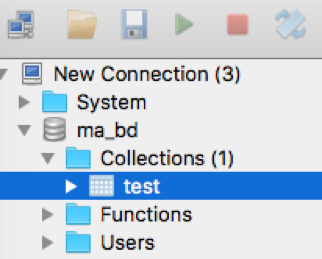 New Connection (3)
System
ma_bd
Collections (1)
test
Functions
Users